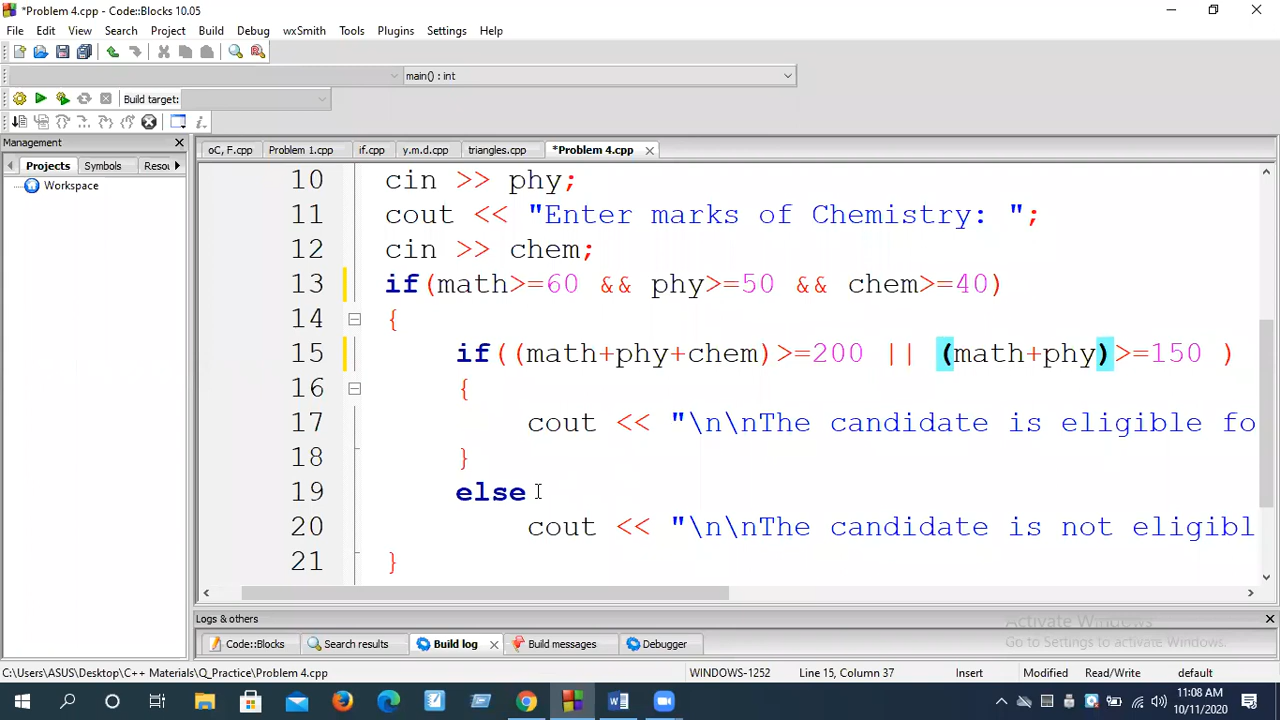 *Problem 4.cpp - Code::Blocks 10.05
File Edit View Search Project Build Debug wxSmith Tools Plugins Settings Help
main() : int
Build target:
Management
Projects Symbols Resou
Workspace
oC, F.cpp Problem 1.cpp if.cpp y.m.d.cpp triangles.cpp *Problem 4.cpp
10 cin >> phy;
11 cout << "Enter marks of Chemistry: ";
12 cin >> chem;
13 if(math>=60 && phy>=50 && chem>=40)
14 {
15 if((math+phy+chem)>=200 || (math+phy)>=150 )
16 {
17 cout << "\n\nThe candidate is eligible fo
18 }
19 else
20 cout << "\n\nThe candidate is not eligibl
21 }
Logs & others
Code::Blocks Search results Build log Build messages Debugger
Activate Windows
Go to Settings to activate Windows.
C:\Users\ASUS\Desktop\C++ Materials\Q_Practice\Problem 4.cpp WINDOWS-1252 Line 15, Column 37 Insert Modified Read/Write default
11:08 AM
10/11/2020